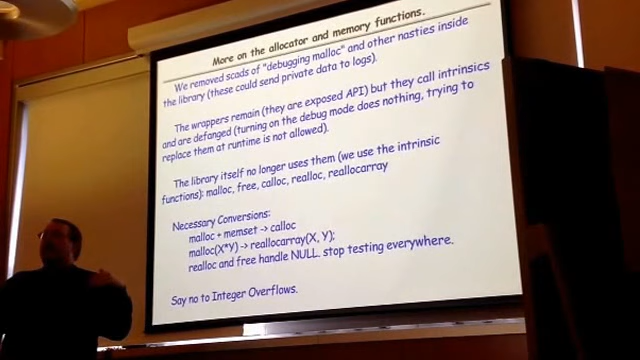 More on the allocator and memory functions.
We removed scads of "debugging malloc" and other nasties inside
the library (these could send private data to logs).
The wrappers remain (they are exposed API) but they call intrinsics
and are defanged (turning on the debug mode does nothing, trying to
replace them at runtime is not allowed).
The library itself no longer uses them (we use the intrinsic
functions): malloc, free, calloc, realloc, reallocarray
Necessary Conversions:
malloc + memset -> calloc
malloc(X*Y) -> reallocarray(X, Y);
realloc and free handle NULL. stop testing everywhere.
Say no to Integer Overflows.